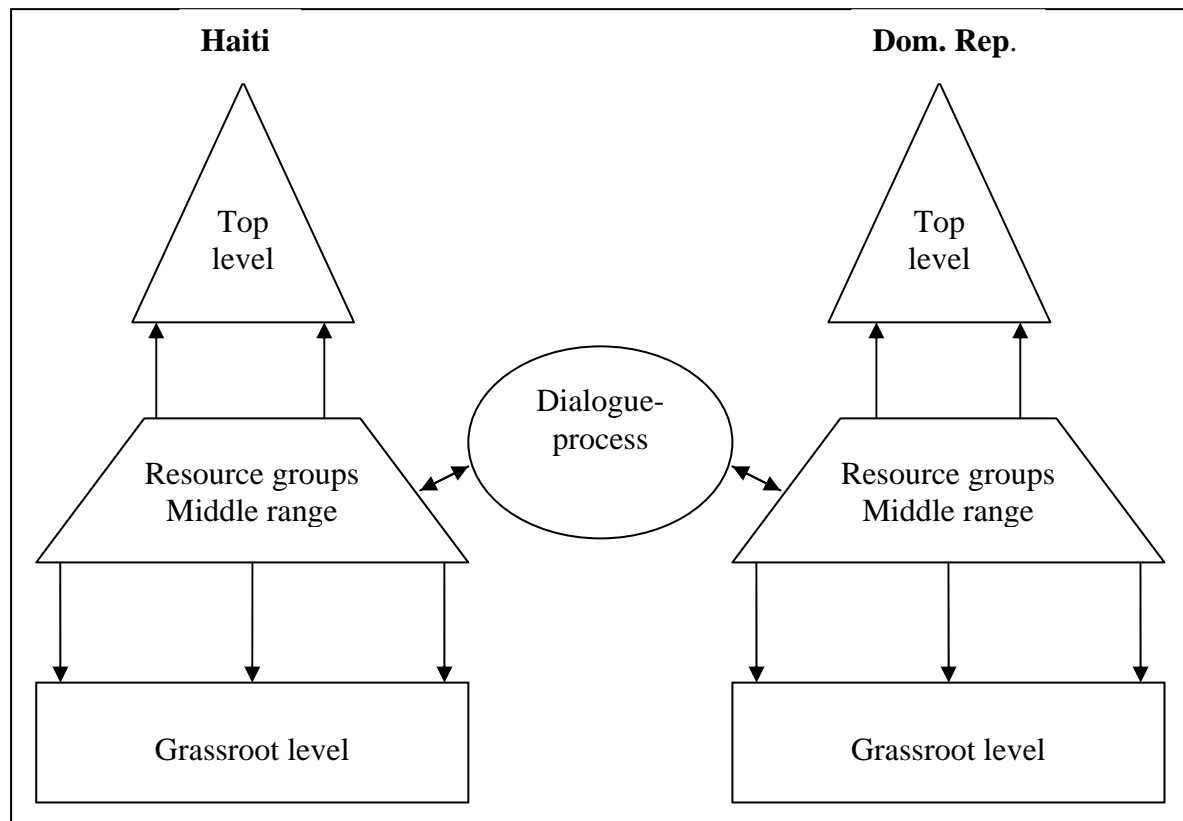 Haiti
Dom. Rep.
Top
level
Top
level
Dialogue-
process
Resource groups
Middle range
Resource groups
Middle range
Grassroot level
Grassroot level